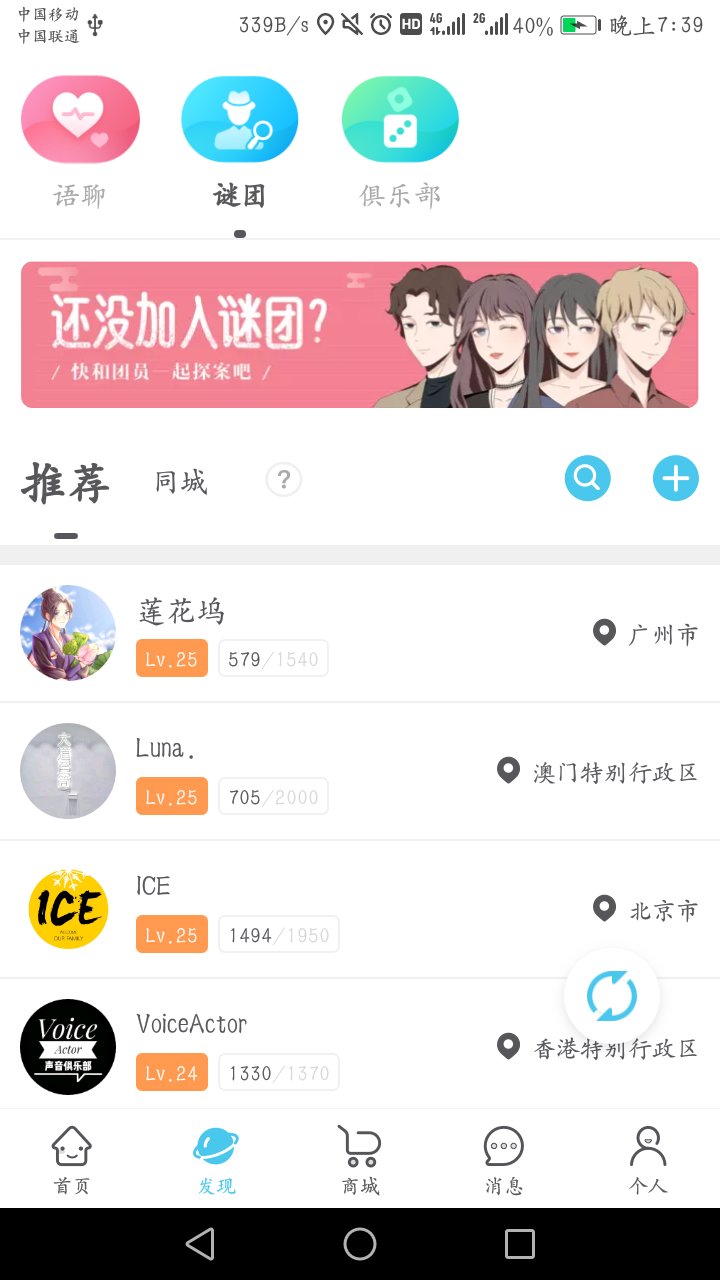 中国移动
中国联通
339B/s HD 4G 2G 40% 晚上7:39
语聊 谜团 俱乐部
还没加入谜团?
/ 快和团员一起探案吧 /
推荐 同城 ?
莲花坞
Lv.25 579/1540 广州市
Luna.
Lv.25 705/2000 澳门特别行政区
ICE
ICE
OUR FAMILY
Lv.25 1494/1950 北京市
Voice
Actor
声音俱乐部
VoiceActor
Lv.24 1330/1370 香港特别行政区
首页 发现 商城 消息 个人